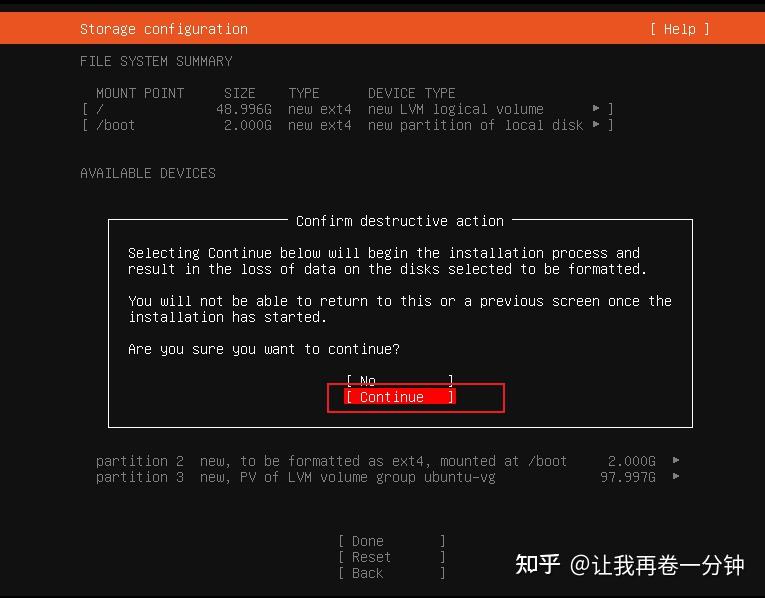 Storage configuration [ Help ]
FILE SYSTEM SUMMARY
MOUNT POINT SIZE TYPE DEVICE TYPE
[ / 48.996G new ext4 new LVM logical volume ▸ ]
[ /boot 2.000G new ext4 new partition of local disk ▸ ]
AVAILABLE DEVICES
Confirm destructive action
Selecting Continue below will begin the installation process and
result in the loss of data on the disks selected to be formatted.
You will not be able to return to this or a previous screen once the
installation has started.
Are you sure you want to continue?
[ No ]
[ Continue ]
partition 2 new, to be formatted as ext4, mounted at /boot 2.000G ▸
partition 3 new, PV of LVM volume group ubuntu-vg 97.997G ▸
[ Done ]
[ Reset ]
[ Back ]
知乎 @让我再卷一分钟